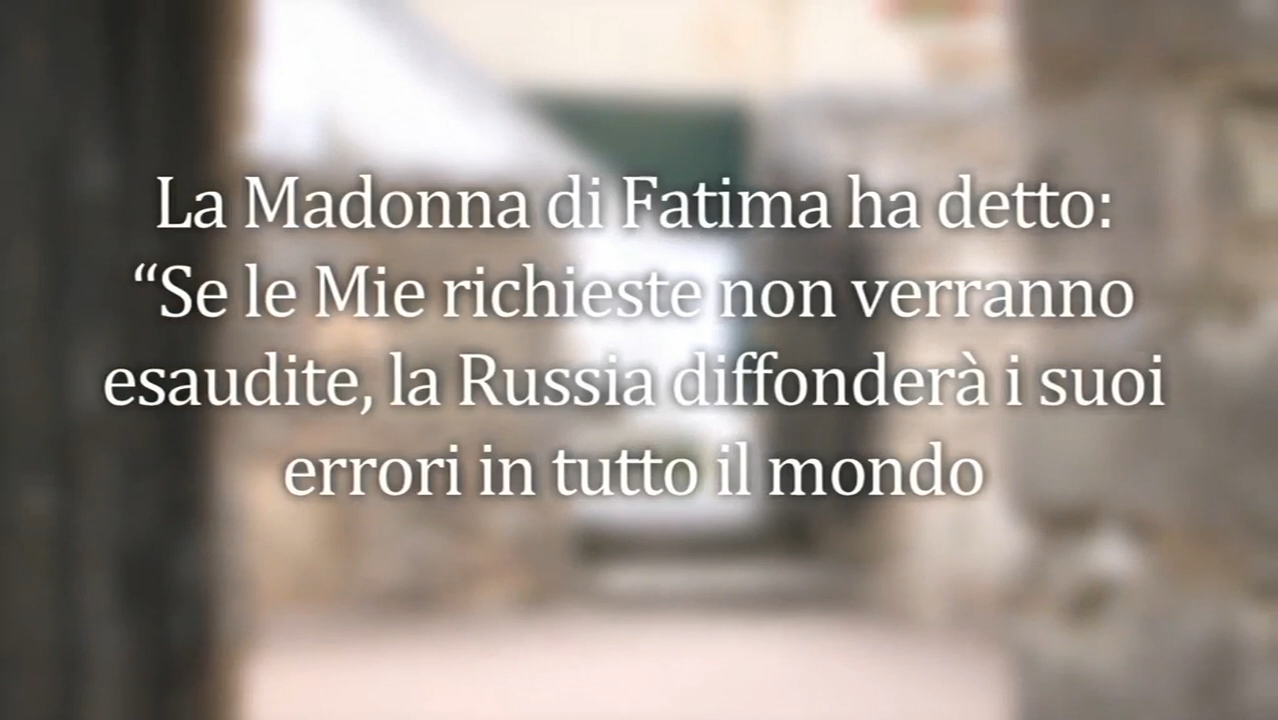 La Madonna di Fatima ha detto:
“Se le Mie richieste non verranno
esaudite, la Russia diffonderà i suoi
errori in tutto il mondo